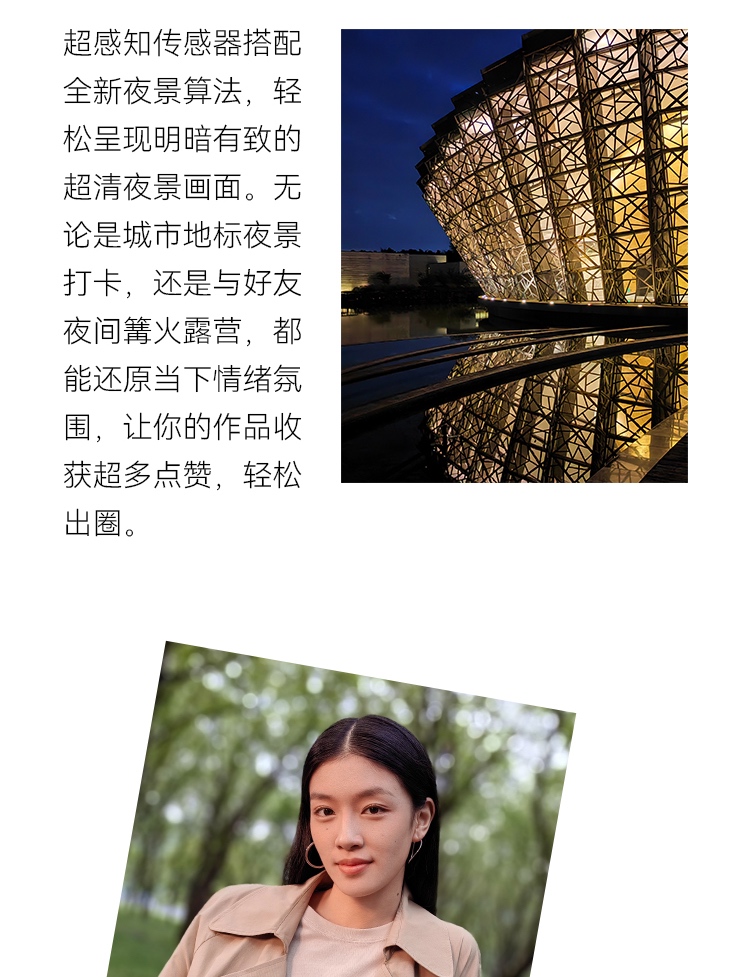 超感知传感器搭配
全新夜景算法，轻
松呈现明暗有致的
超清夜景画面。无
论是城市地标夜景
打卡，还是与好友
夜间篝火露营，都
能还原当下情绪氛
围，让你的作品收
获超多点赞，轻松
出圈。